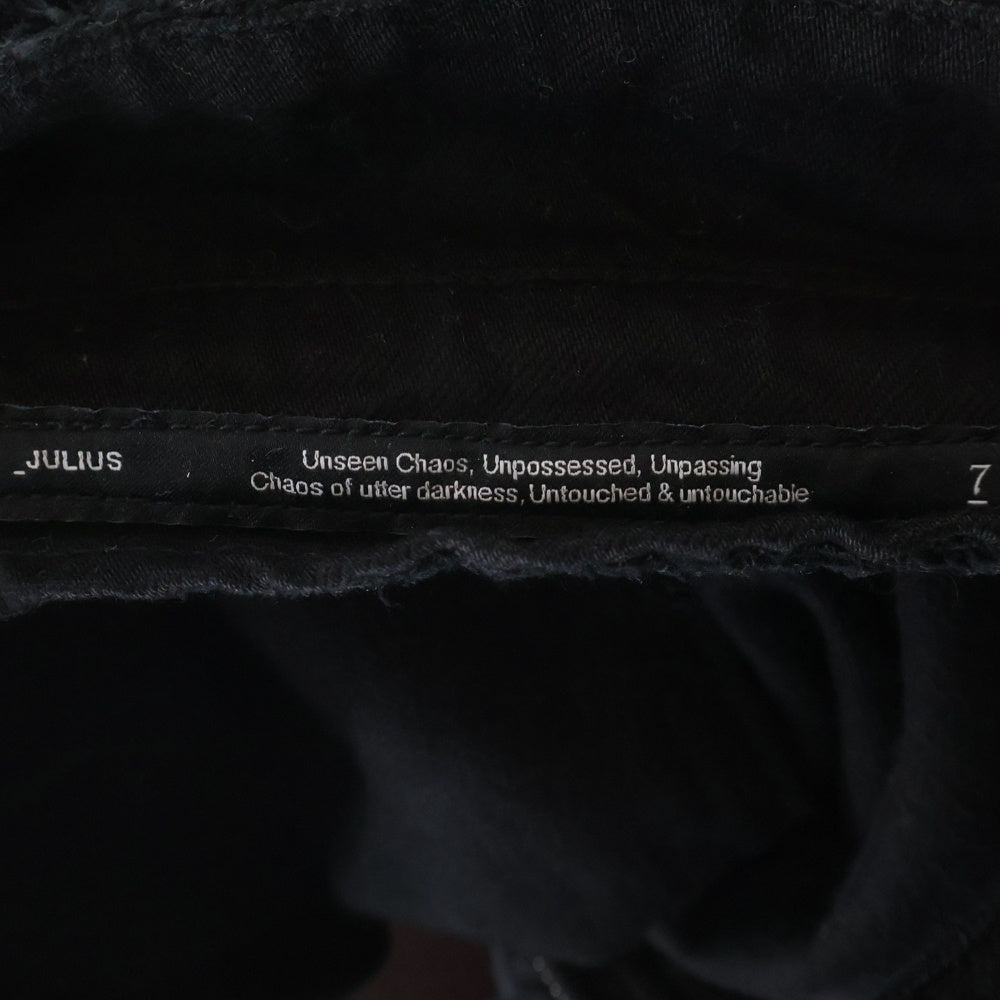 _JULIUS
Unseen Chaos, Unpossessed, Unpassing
Chaos of utter darkness, Untouched & untouchable
7